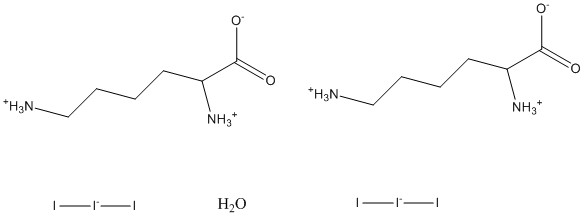 O⁻ O⁻
O O
⁺H₃N ⁺H₃N
NH₃⁺ NH₃⁺
I I⁻ I H₂O I I⁻ I